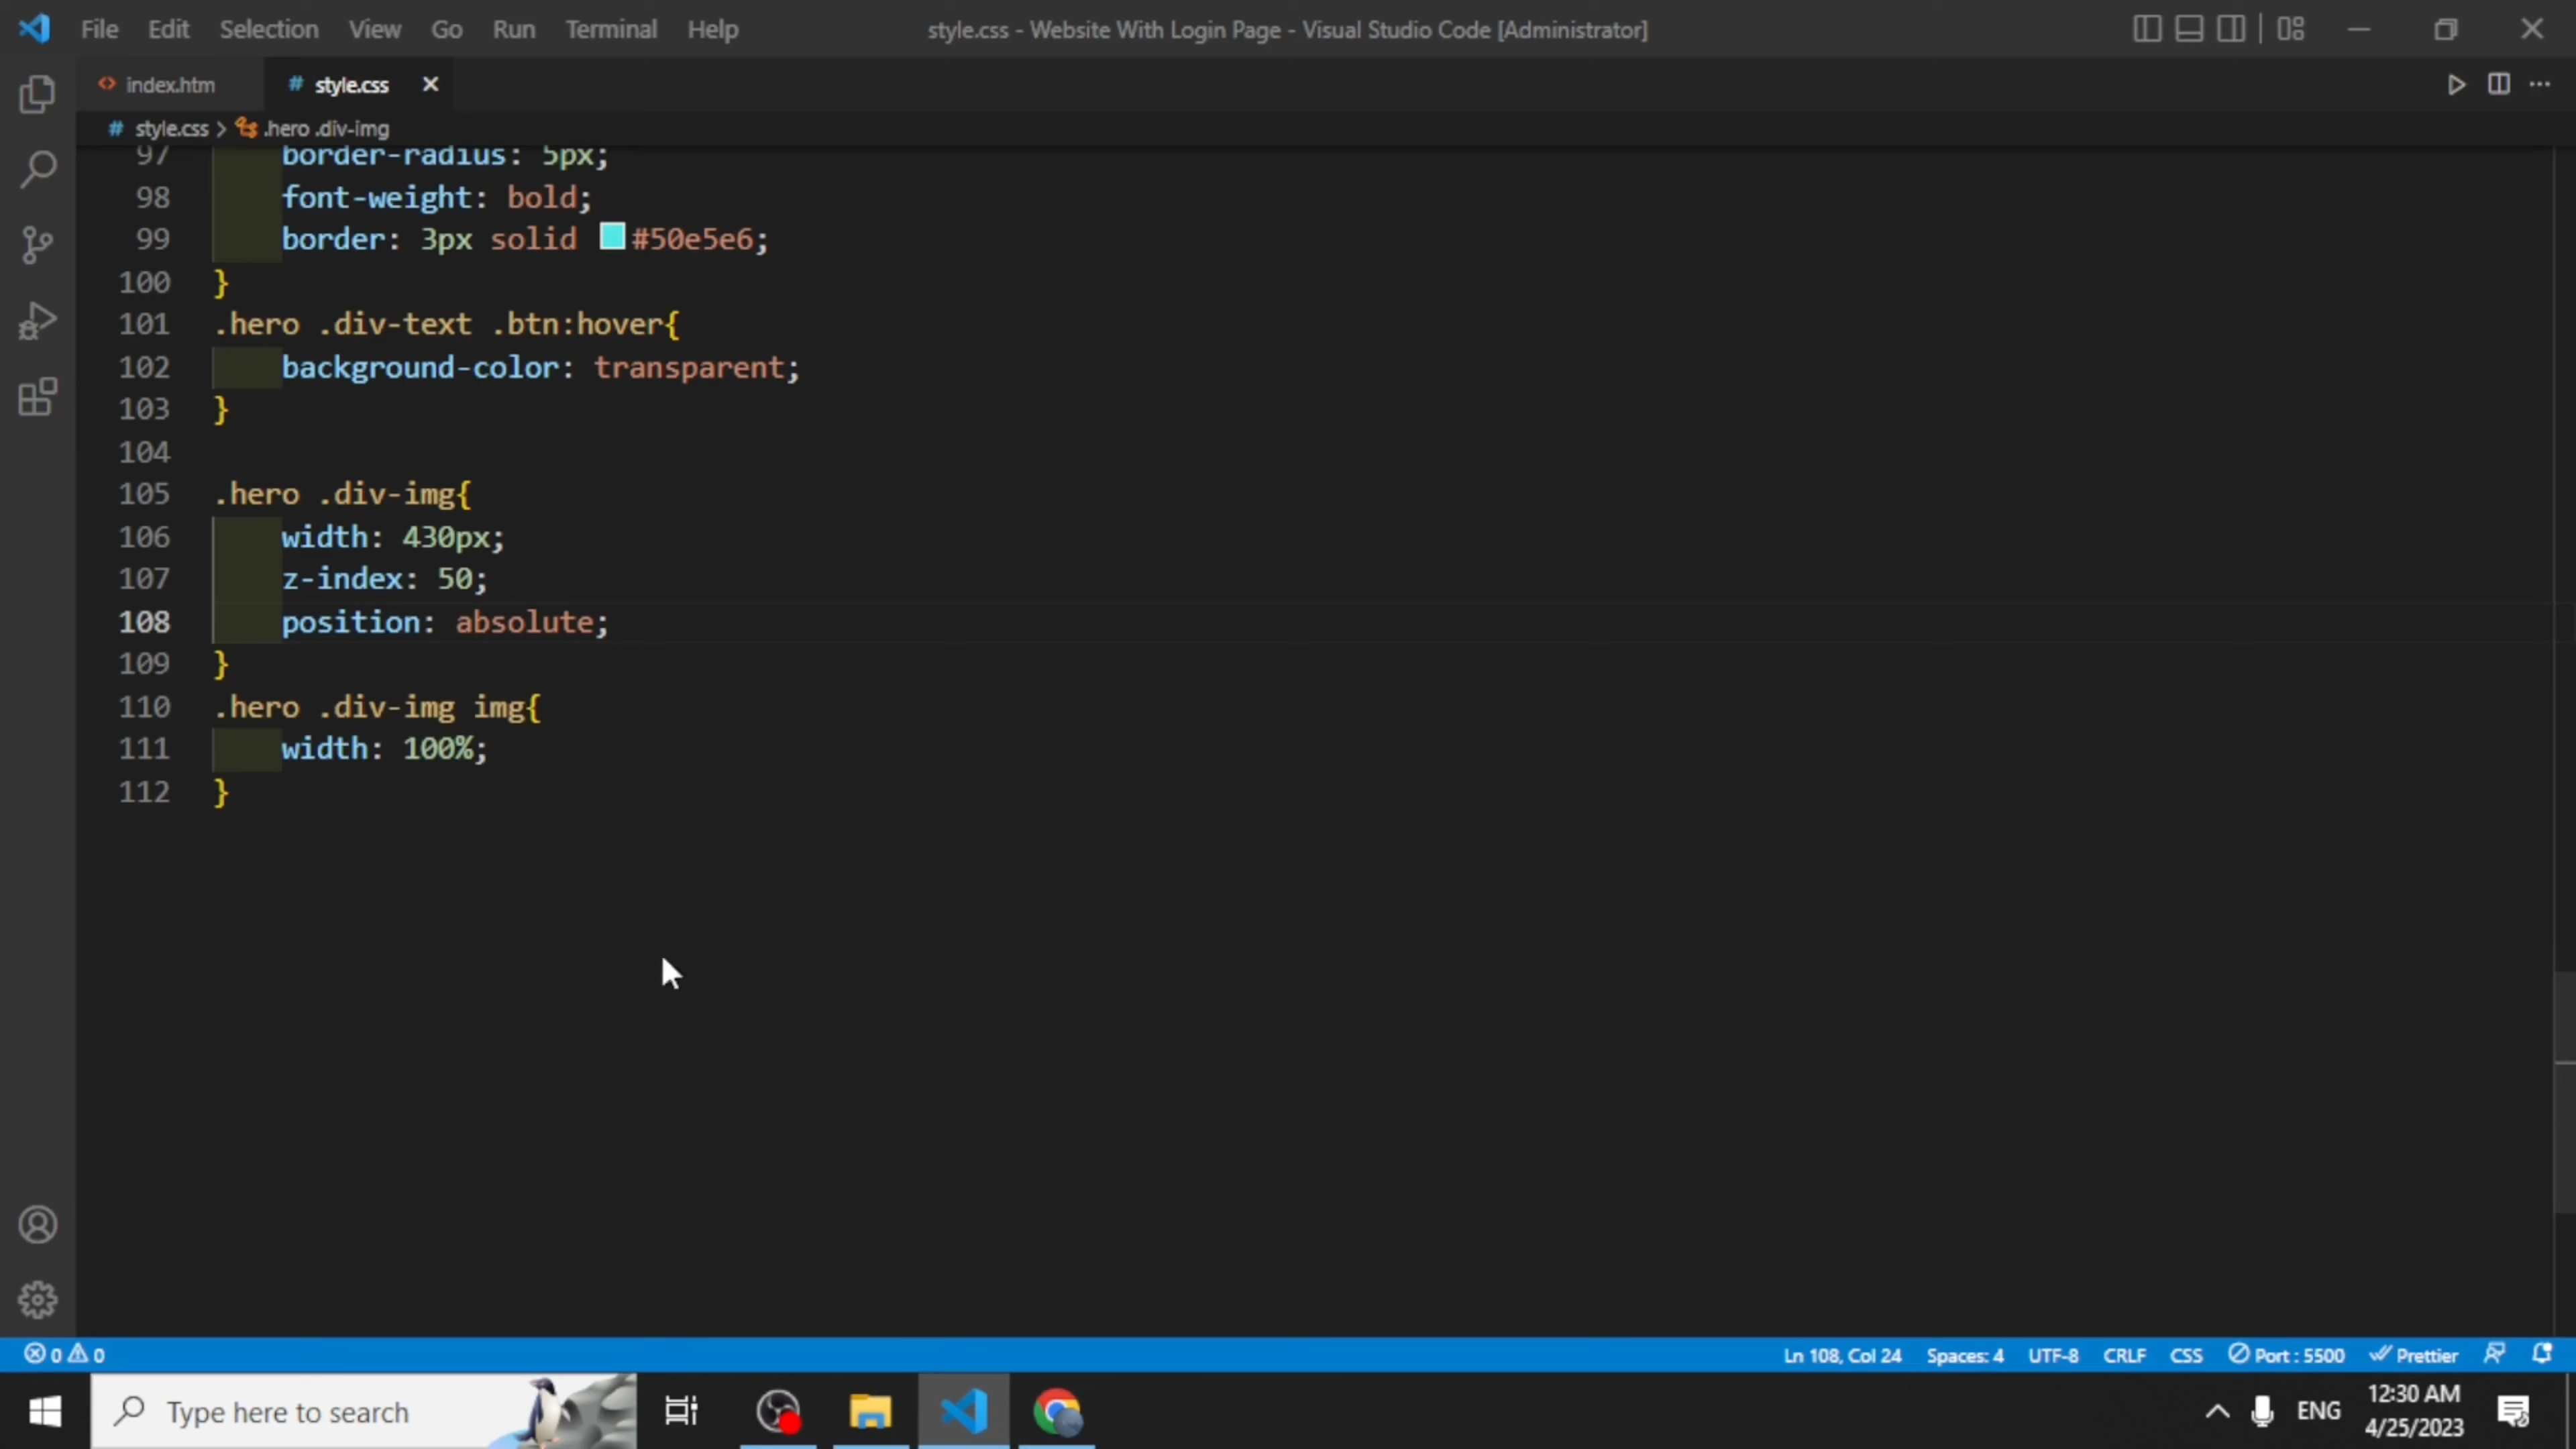 File Edit Selection View Go Run Terminal Help
style.css - Website With Login Page - Visual Studio Code [Administrator]
index.htm
# style.css
# style.css > .hero .div-img
97 border-radius: 5px;
98 font-weight: bold;
99 border: 3px solid #50e5e6;
100 }
101 .hero .div-text .btn:hover{
102 background-color: transparent;
103 }
104
105 .hero .div-img{
106 width: 430px;
107 z-index: 50;
108 position: absolute;
109 }
110 .hero .div-img img{
111 width: 100%;
112 }
0 0
Ln 108, Col 24 Spaces: 4 UTF-8 CRLF CSS Port : 5500 Prettier
Type here to search
ENG
12:30 AM
4/25/2023